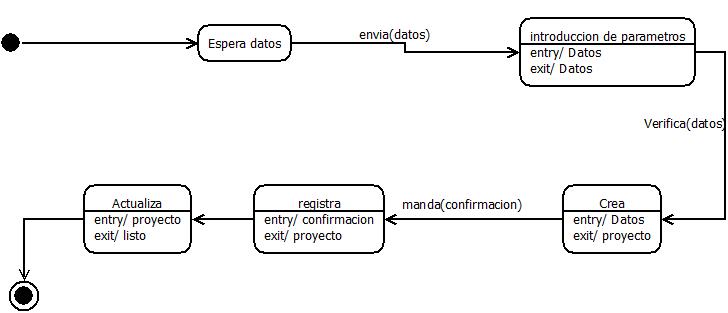 Espera datos
envia(datos)
introduccion de parametros
entry/ Datos
exit/ Datos
Verifica(datos)
Actualiza
entry/ proyecto
exit/ listo
registra
entry/ confirmacion
exit/ proyecto
manda(confirmacion)
Crea
entry/ Datos
exit/ proyecto